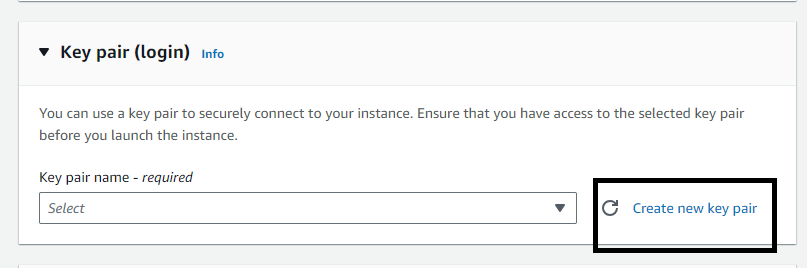 Key pair (login) Info
You can use a key pair to securely connect to your instance. Ensure that you have access to the selected key pair
before you launch the instance.
Key pair name - required
Select
Create new key pair